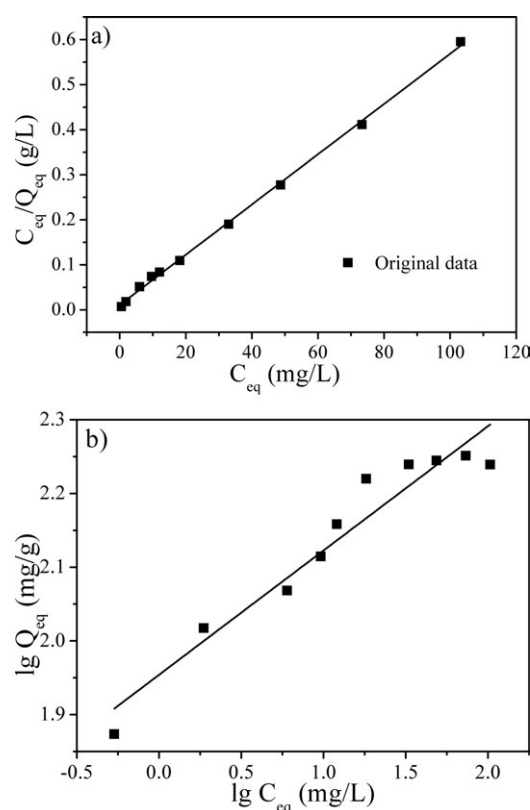 a)
C_eq/Q_eq (g/L)
0.6
0.5
0.4
0.3
0.2
0.1
0.0
Original data
0 20 40 60 80 100 120
C_eq (mg/L)
b)
lg Q_eq (mg/g)
2.3
2.2
2.1
2.0
1.9
-0.5 0.0 0.5 1.0 1.5 2.0
lg C_eq (mg/L)